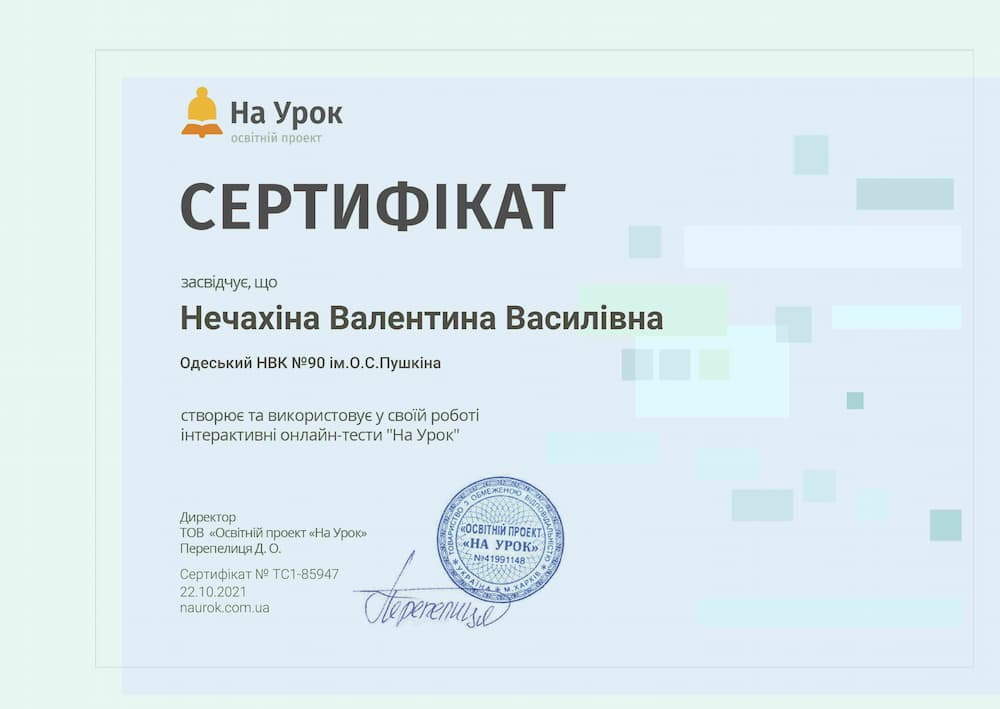 На Урок
освітній проект
СЕРТИФІКАТ
засвідчує, що
Нечахіна Валентина Василівна
Одеський НВК №90 ім.О.С.Пушкіна
створює та використовує у своїй роботі
інтерактивні онлайн-тести "На Урок"
Директор
ТОВ «Освітній проект «На Урок»
Перепелиця Д. О.
Сертифікат № ТС1-85947
22.10.2021
naurok.com.ua
ТОВАРИСТВО З ОБМЕЖЕНОЮ ВІДПОВІДАЛЬНІСТЮ
«ОСВІТНІЙ ПРОЕКТ
«НА УРОК»
№41991148
* УКРАЇНА * М.ХАРКІВ *
Перепелиця